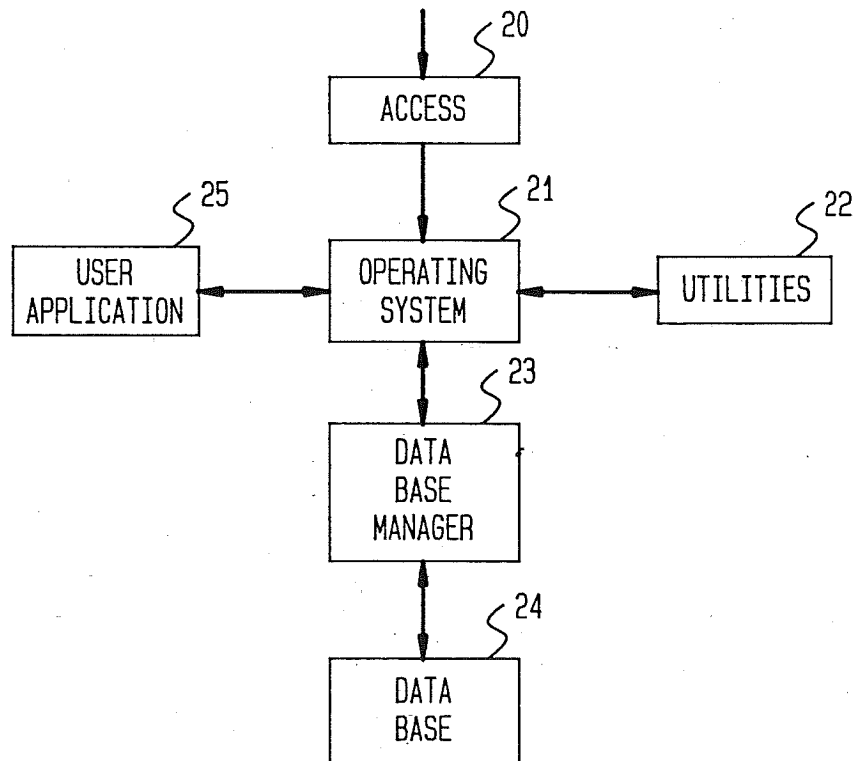 20
ACCESS
25
21
22
USER
APPLICATION
OPERATING
SYSTEM
UTILITIES
23
DATA
BASE
MANAGER
24
DATA
BASE